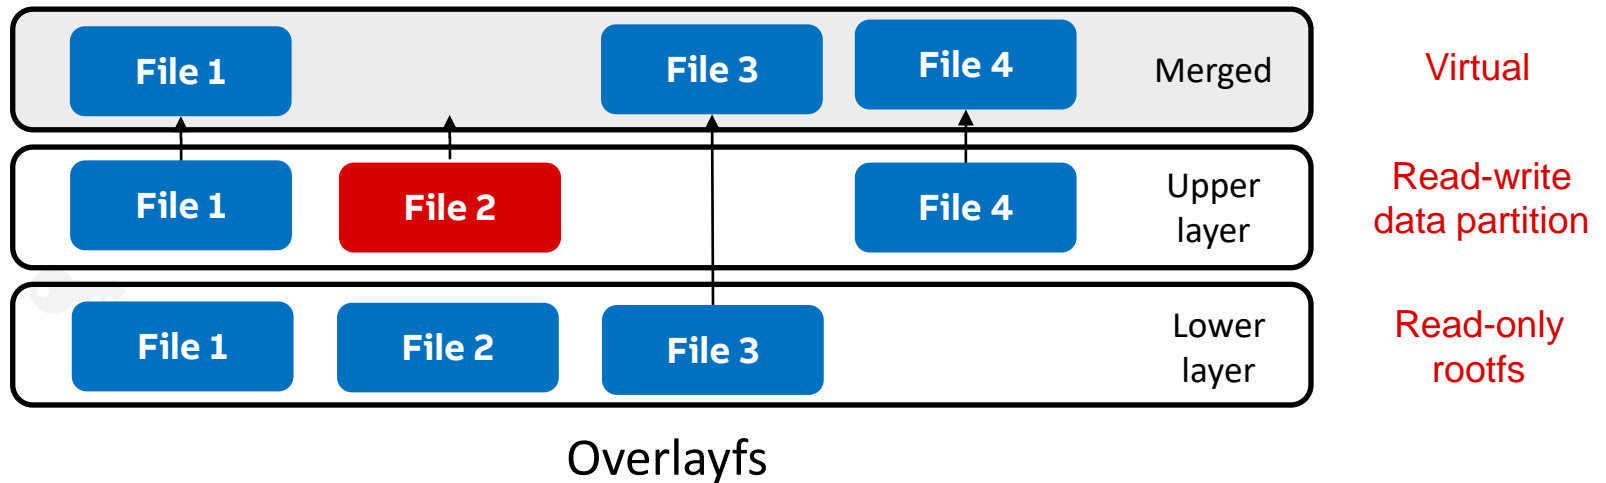 File 1
File 3
File 4
Merged
Virtual
File 1
File 2
File 4
Upper
layer
Read-write
data partition
File 1
File 2
File 3
Lower
layer
Read-only
rootfs
Overlayfs